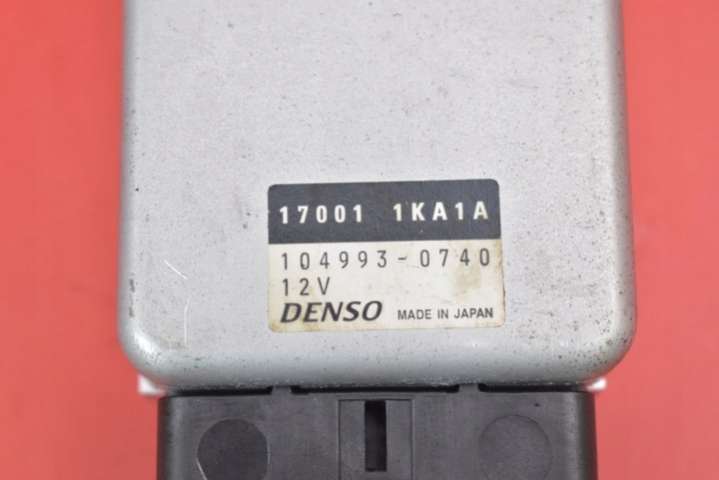 17001 1KA1A
104993-0740
12V
DENSO MADE IN JAPAN